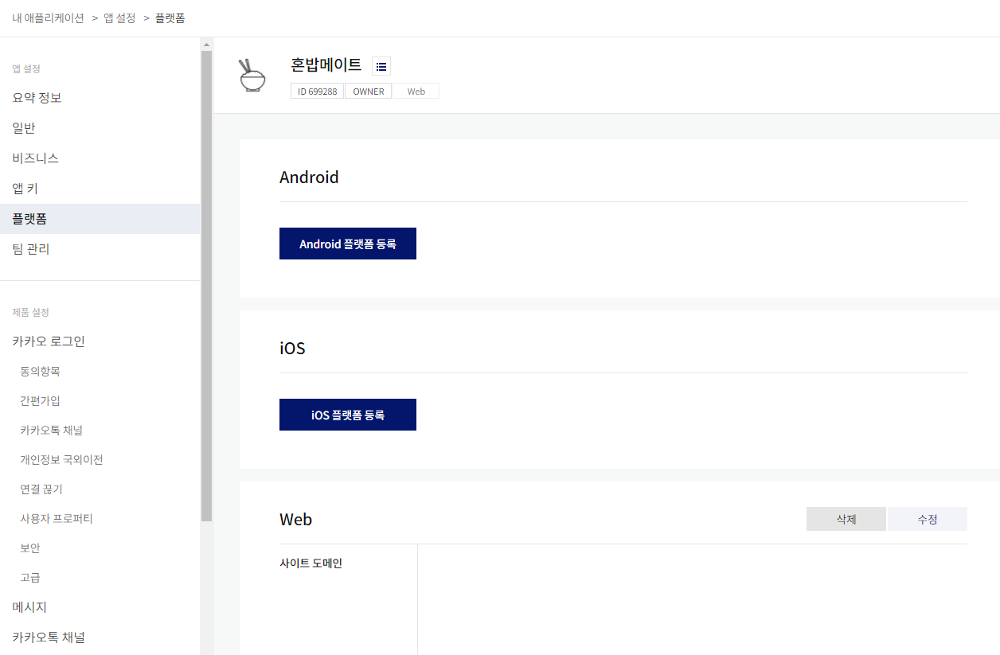 내 애플리케이션 > 앱 설정 > 플랫폼
앱 설정
요약 정보
일반
비즈니스
앱 키
플랫폼
팀 관리
제품 설정
카카오 로그인
동의항목
간편가입
카카오톡 채널
개인정보 국외이전
연결 끊기
사용자 프로퍼티
보안
고급
메시지
카카오톡 채널
혼밥메이트
ID 699288 OWNER Web
Android
Android 플랫폼 등록
iOS
iOS 플랫폼 등록
Web 삭제 수정
사이트 도메인